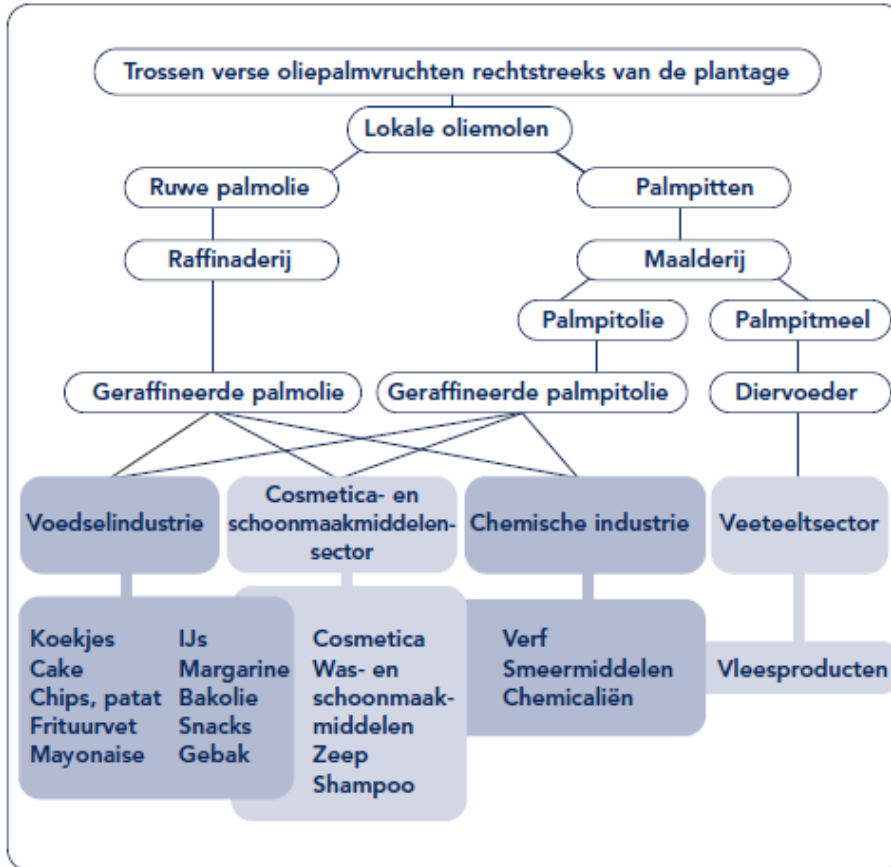 Trossen verse oliepalmvruchten rechtstreeks van de plantage
Lokale oliemolen
Ruwe palmolie
Palmpitten
Raffinaderij
Maalderij
Palmpitolie
Palmpitmeel
Geraffineerde palmolie
Geraffineerde palmpitolie
Diervoeder
Voedselindustrie
Cosmetica- en
schoonmaakmiddelen-
sector
Chemische industrie
Veeteeltsector
Koekjes
Cake
Chips, patat
Frituurvet
Mayonaise
IJs
Margarine
Bakolie
Snacks
Gebak
Cosmetica
Was- en
schoonmaak-
middelen
Zeep
Shampoo
Verf
Smeermiddelen
Chemicaliën
Vleesproducten